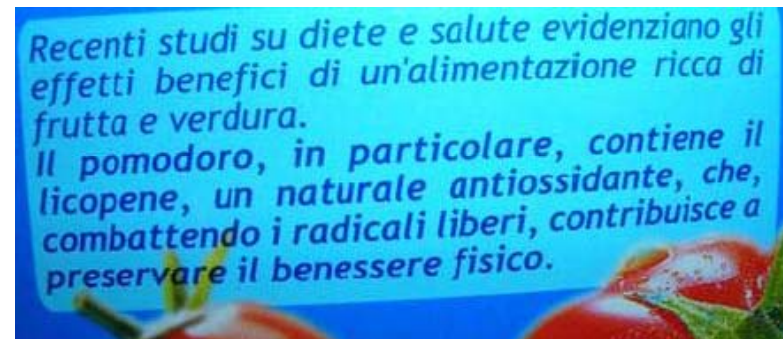 Recenti studi su diete e salute evidenziano gli
effetti benefici di un'alimentazione ricca di
frutta e verdura.
Il pomodoro, in particolare, contiene il
licopene, un naturale antiossidante, che,
combattendo i radicali liberi, contribuisce a
preservare il benessere fisico.